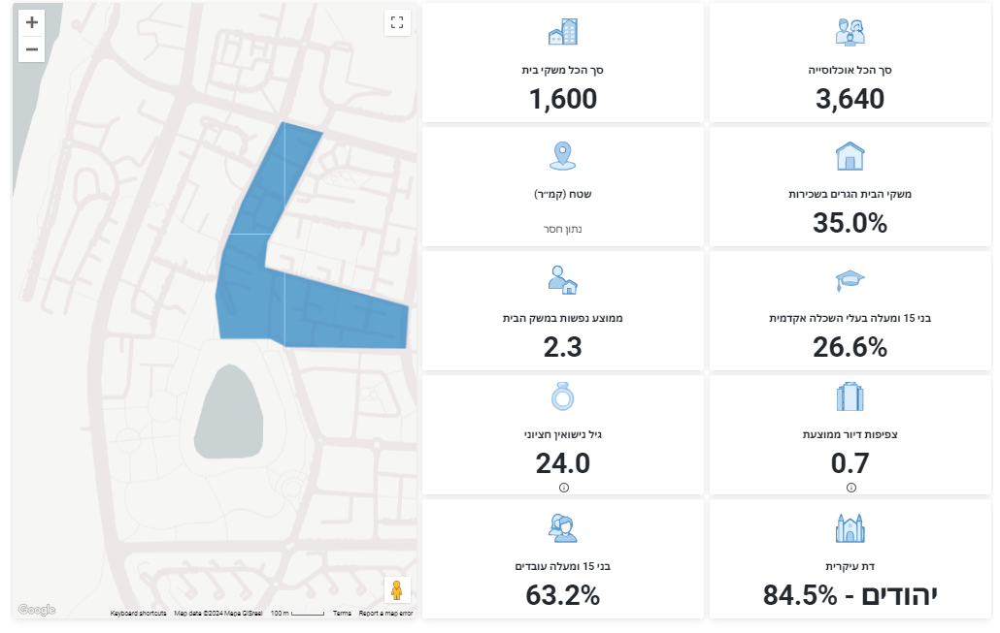 סך הכל אוכלוסייה
3,640
סך הכל משקי בית
1,600
משקי הבית הגרים בשכירות
35.0%
שטח (קמ״ר)
נתון חסר
בני 15 ומעלה בעלי השכלה אקדמית
26.6%
ממוצע נפשות במשק הבית
2.3
צפיפות דיור ממוצעת
0.7
גיל נישואין חציוני
24.0
דת עיקרית
יהודים - 84.5%
בני 15 ומעלה עובדים
63.2%
Google
Keyboard shortcuts Map data ©2024 Mapa GISrael 100 m Terms Report a map error